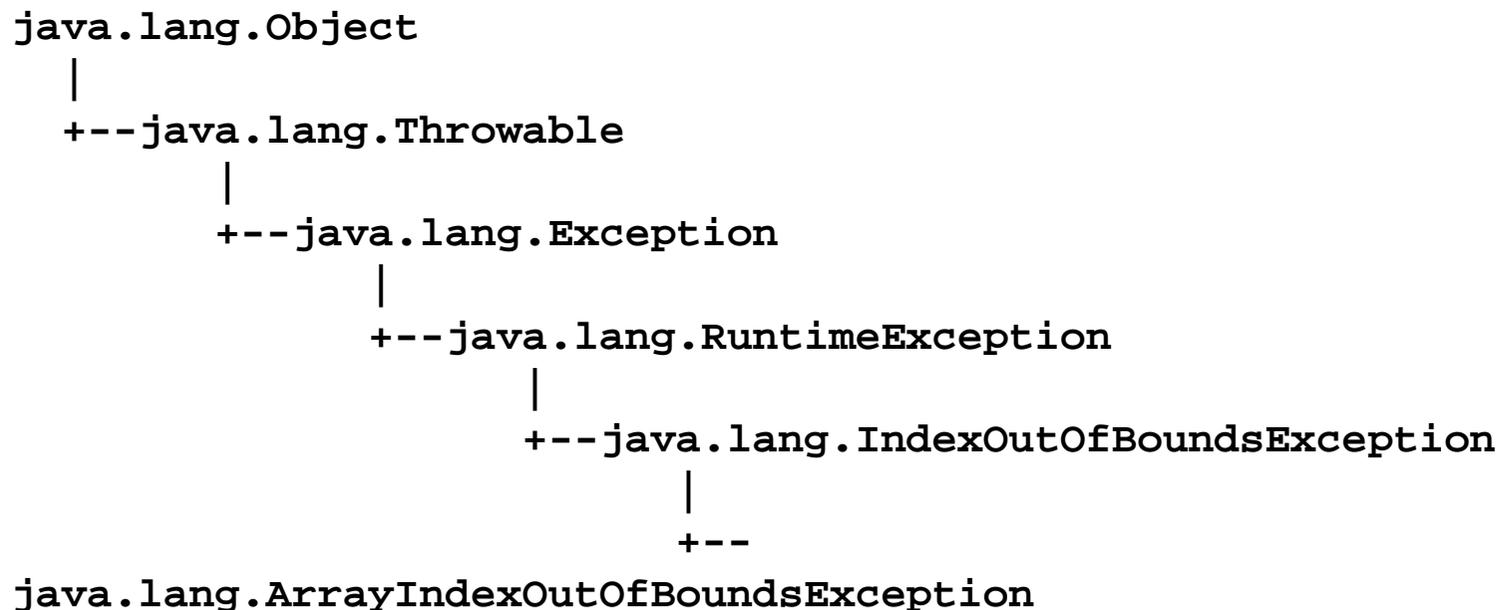 java.lang.Object
|
+--java.lang.Throwable
|
+--java.lang.Exception
|
+--java.lang.RuntimeException
|
+--java.lang.IndexOutOfBoundsException
|
+--
java.lang.ArrayIndexOutOfBoundsException